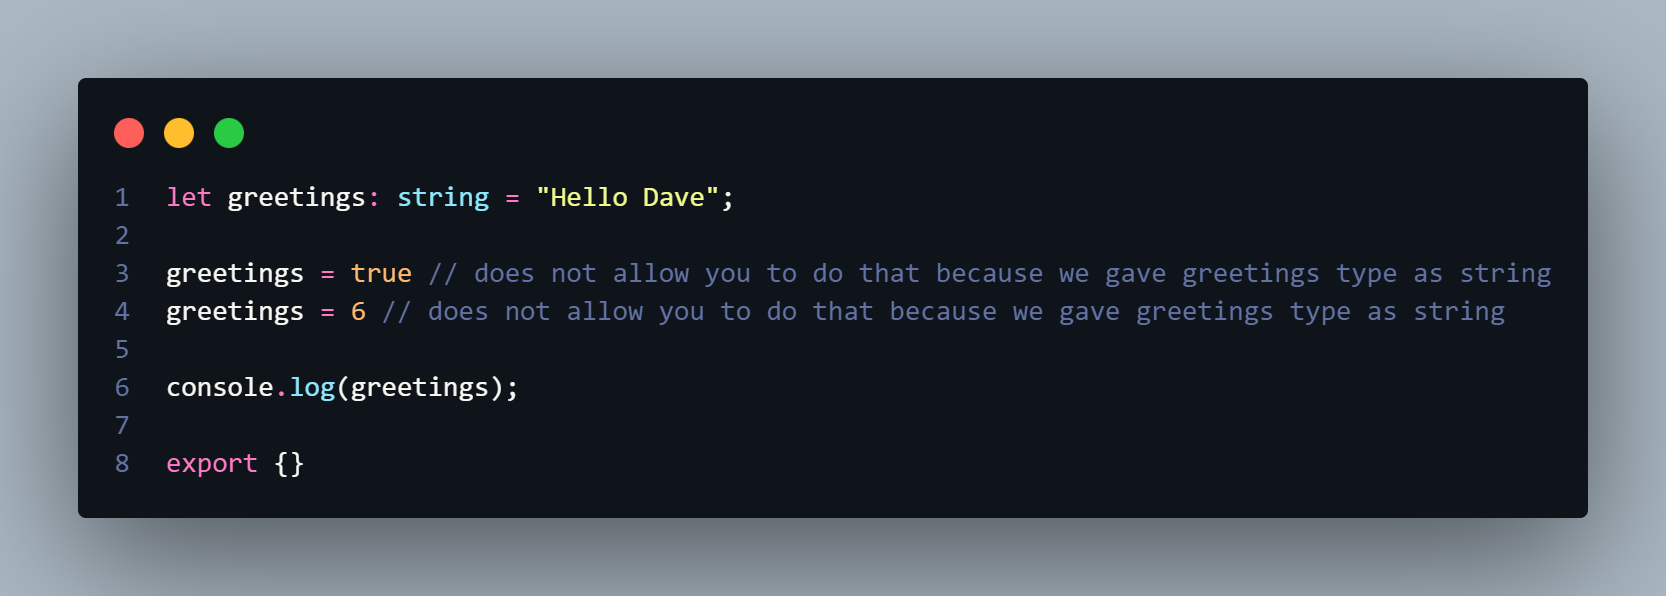 1 let greetings: string = "Hello Dave";
2
3 greetings = true // does not allow you to do that because we gave greetings type as string
4 greetings = 6 // does not allow you to do that because we gave greetings type as string
5
6 console.log(greetings);
7
8 export {}